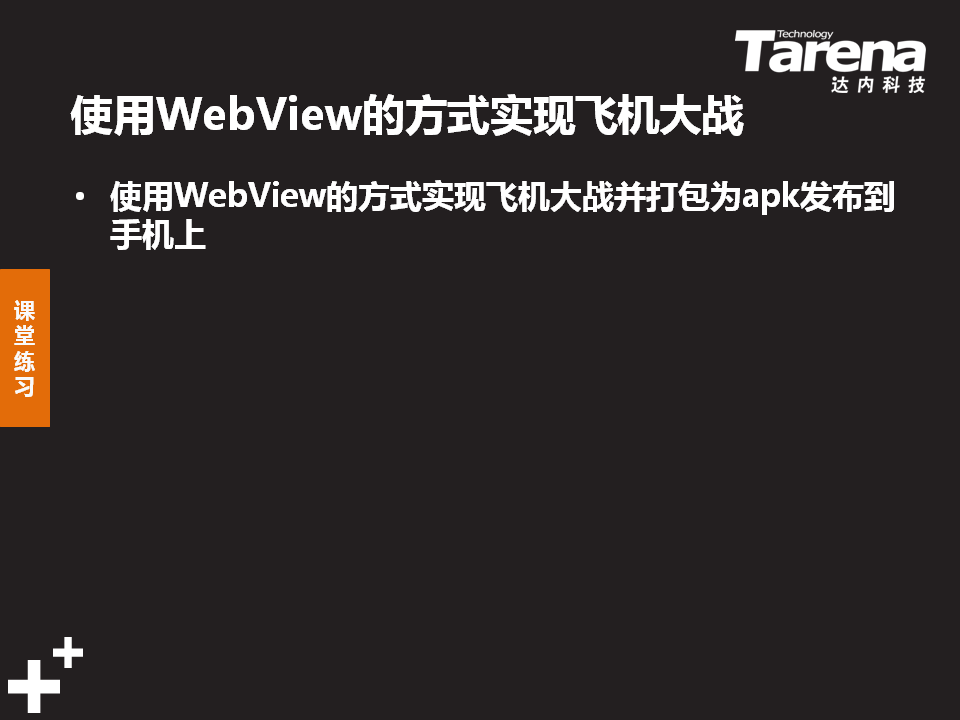 Technology
Tarena
达内科技
使用WebView的方式实现飞机大战
• 使用WebView的方式实现飞机大战并打包为apk发布到
手机上
课
堂
练
习